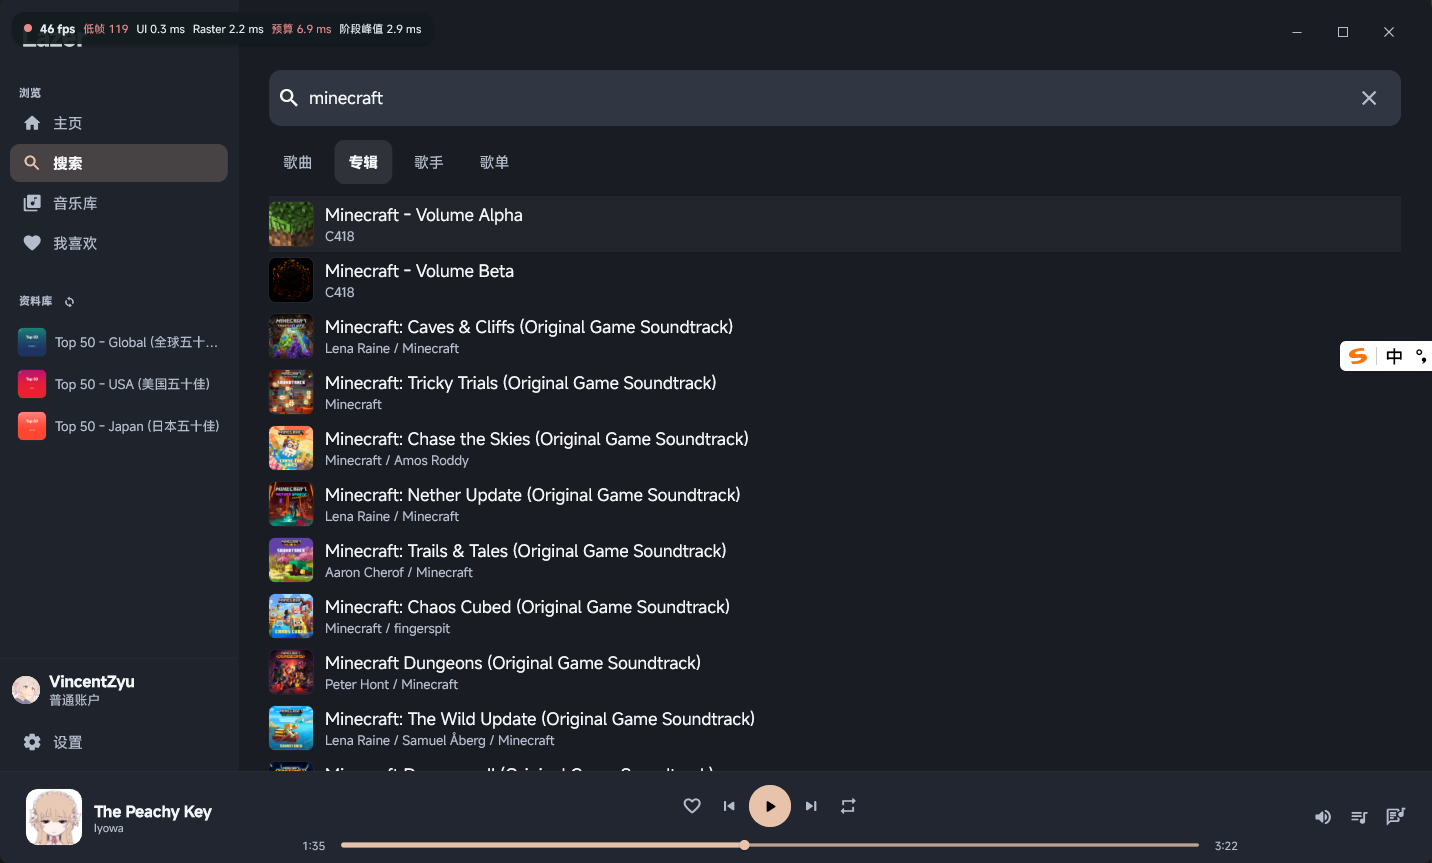 46 fps 低帧 119 UI 0.3 ms Raster 2.2 ms 预算 6.9 ms 阶段峰值 2.9 ms
Lazer
浏览
主页
搜索
音乐库
我喜欢
资料库
Top 50 - Global (全球五十…
Top 50 - USA (美国五十佳)
Top 50 - Japan (日本五十佳)
VincentZyu
普通账户
设置
minecraft
歌曲 专辑 歌手 歌单
Minecraft - Volume Alpha
C418
Minecraft - Volume Beta
C418
Minecraft: Caves & Cliffs (Original Game Soundtrack)
Lena Raine / Minecraft
Minecraft: Tricky Trials (Original Game Soundtrack)
Minecraft
Minecraft: Chase the Skies (Original Game Soundtrack)
Minecraft / Amos Roddy
Minecraft: Nether Update (Original Game Soundtrack)
Lena Raine / Minecraft
Minecraft: Trails & Tales (Original Game Soundtrack)
Aaron Cherof / Minecraft
Minecraft: Chaos Cubed (Original Game Soundtrack)
Minecraft / fingerspit
Minecraft Dungeons (Original Game Soundtrack)
Peter Hont / Minecraft
Minecraft: The Wild Update (Original Game Soundtrack)
Lena Raine / Samuel Åberg / Minecraft
中 °,
The Peachy Key
Iyowa
1:35
3:22